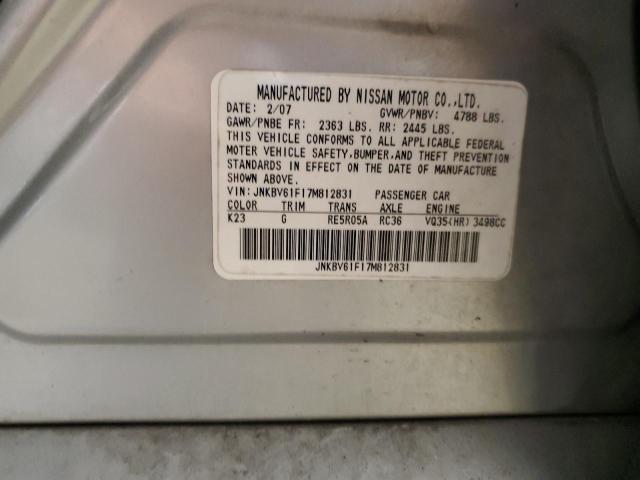 MANUFACTURED BY NISSAN MOTOR CO.,LTD.
DATE: 2/07 GVWR/PNBV: 4788 LBS.
GAWR/PNBE FR: 2363 LBS. RR: 2445 LBS.
THIS VEHICLE CONFORMS TO ALL APPLICABLE FEDERAL
MOTER VEHICLE SAFETY,BUMPER,AND THEFT PREVENTION
STANDARDS IN EFFECT ON THE DATE OF MANUFACTURE
SHOWN ABOVE.
VIN: JNKBV61F17M812831 PASSENGER CAR
COLOR TRIM TRANS AXLE ENGINE
K23 G RE5R05A RC36 VQ35(HR) 3498CC
JNKBV61F17M812831